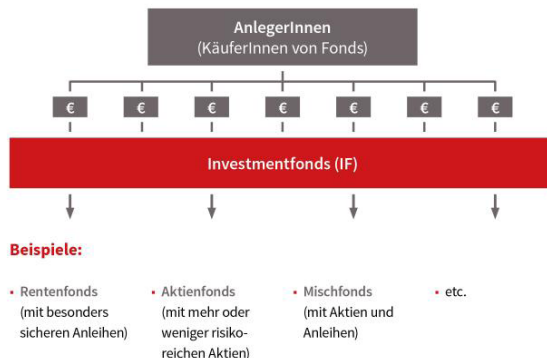 AnlegerInnen
(KäuferInnen von Fonds)
€ € € € € € €
Investmentfonds (IF)
Beispiele:
• Rentenfonds
(mit besonders
sicheren Anleihen)
• Aktienfonds
(mit mehr oder
weniger risiko-
reichen Aktien)
• Mischfonds
(mit Aktien und
Anleihen)
• etc.